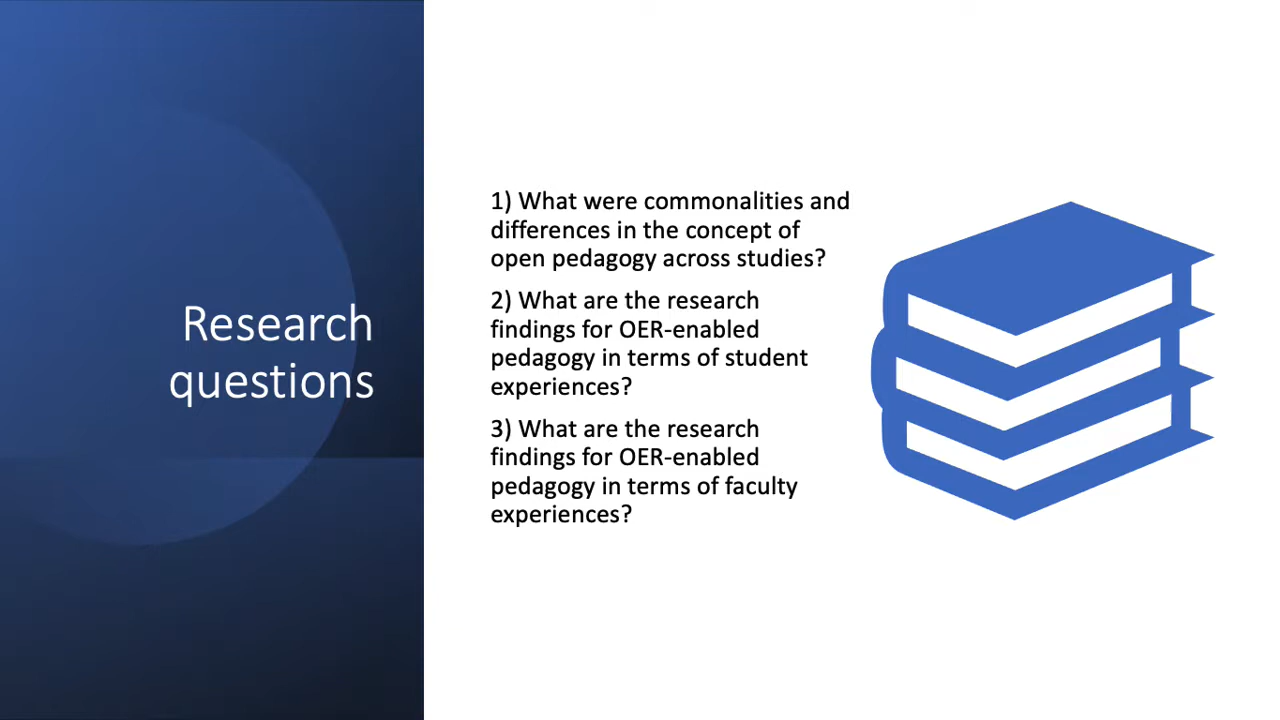 Research
questions
1) What were commonalities and
differences in the concept of
open pedagogy across studies?
2) What are the research
findings for OER-enabled
pedagogy in terms of student
experiences?
3) What are the research
findings for OER-enabled
pedagogy in terms of faculty
experiences?